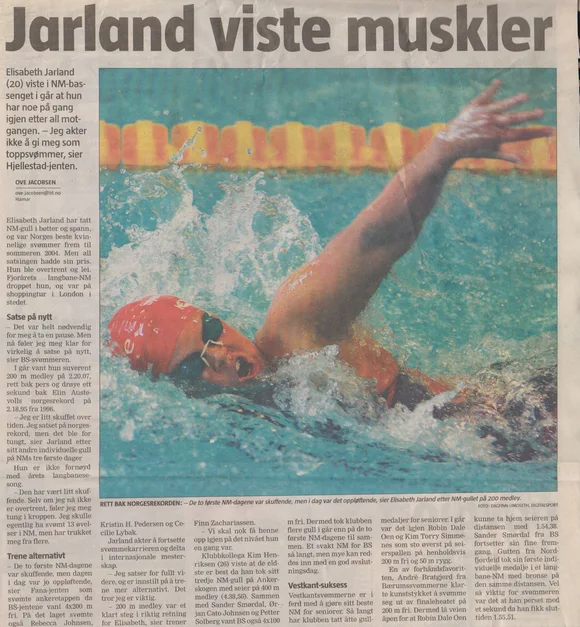 Jarland viste muskler
Elisabeth Jarland
(20) viste i NM-bas-
senget i går at hun
har noe på gang
igjen etter all mot-
gangen. – Jeg akter
ikke å gi meg som
toppsvømmer, sier
Hjellestad-jenten.
OVE JACOBSEN
ove.jacobsen@bt.no
Hamar
Elisabeth Jarland har tatt
NM-gull i bøtter og spann,
og var Norges beste kvin-
nelige svømmer frem til
sommeren 2004. Men all
satsingen hadde sin pris.
Hun ble overtrent og lei.
Fjorårets langbane-NM
droppet hun, og var på
shoppingtur i London i
stedet.
Satse på nytt
– Det var helt nødvendig
for meg å ta en pause. Men
nå føler jeg meg klar for
virkelig å satse på nytt,
sier BS-svømmeren.
I går vant hun suverent
200 m medley på 2.20,07,
rett bak pers og drøye ett
sekund bak Elin Auste-
volls norgesrekord på
2.18,95 fra 1996.
– Jeg er litt skuffet over
tiden. Jeg satset på norges-
rekord, men det ble for
tungt, sier Jarland etter
sitt andre individuelle gull
på NMs tre første dager
Hun er ikke fornøyd
med årets langbanese-
song.
– Den har vært litt skuf-
fende. Selv om jeg nå ikke
er overtrent, føler jeg meg
tung i kroppen. Jeg skulle
egentlig ha svømt 13 øvel-
ser i NM, men har trukket
meg fra flere.
Trene alternativt
– De to første NM-dagene
var skuffende, men dagen
i dag var jo oppløftende,
sier Fana-jenten som
svømte ankeretappen da
BS-jentene vant 4x200 m
fri. På det laget svømte
også Rebecca Johnsen,
RETT BAK NORGESREKORDEN: – De to første NM-dagene var skuffende, men i dag var det oppløftende, sier Elisabeth Jarland etter NM-gullet på 200 medley.
Kristin H. Pedersen og Ce-
cilie Lybak.
Jarland akter å fortsette
svømmekarrieren og delta
i internasjonale mester-
skap.
– Jeg satser for fullt vi-
dere, og er innstilt på å tre-
ne mer alternativt. Det
tror jeg er viktig.
– 200 m medley var et
klart steg i riktig retning
for Elisabeth, sier trener
Finn Zachariassen.
– Vi skal nok få henne
opp igjen på det nivået hun
en gang var.
Klubbkollega Kim Hen-
riksen (26) viste at de eld-
ste er best da han tok sitt
tredje NM-gull på Anker-
skogen med seier på 400 m
medley (4.38,50). Sammen
med Sander Smørdal, Ør-
jan Cato Johnsen og Petter
Solberg vant BS også 4x100
m fri. Dermed tok klubben
flere gull i går enn på de to
første NM-dagene til sam-
men. Et svakt NM for BS
så langt, men nye kan red-
des inn med en god avslut-
ningsdag.
Vestkant-suksess
Vestkantsvømmerne er i
ferd med å gjøre sitt beste
NM for seniorer. Så langt
har klubben tatt åtte gull-
medaljer for seniorer. I går
var det igjen Robin Dale
Oen og Kim Torry Simme-
nes som sto øverst på sei-
erspallen på henholdsvis
200 m fri og 50 m rygg.
En av forhåndsfavorit-
ten, André Bratgjerd fra
Bærumssvømmerne klar-
te kunststykket å svømme
seg ut av finaleheatet på
200 m fri. Dermed lå veien
åpen for at Robin Dale Oen
kunne ta hjem seieren på
distansen med 1.54,38.
Sander Smørdal fra BS
fortsetter sin fine frem-
gang. Gutten fra Nord-
fjordeid tok sin første indi-
viduelle medalje i et lang-
bane-NM med bronse på
den samme distansen. Vel
så viktig for svømmeren
var det at han perset med
et sekund da han fikk slutt-
tiden 1.55,51.